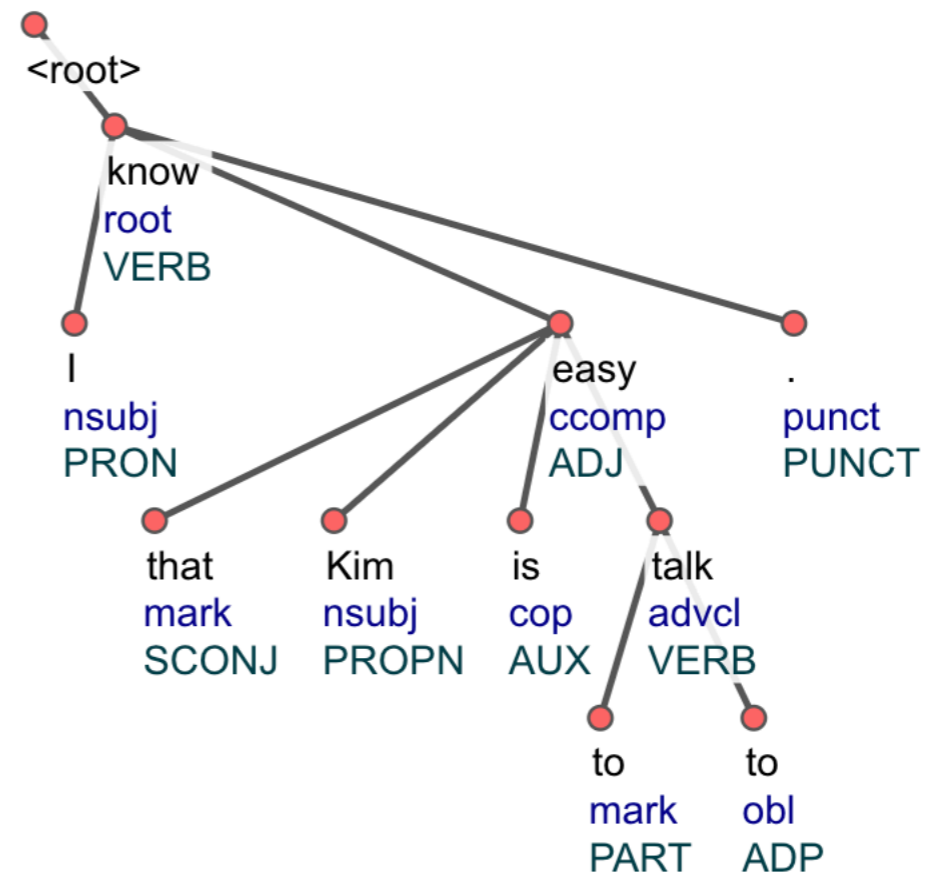 <root>
know
root
VERB
I
nsubj
PRON
easy
ccomp
ADJ
.
punct
PUNCT
that
mark
SCONJ
Kim
nsubj
PROPN
is
cop
AUX
talk
advcl
VERB
to
mark
PART
to
obl
ADP